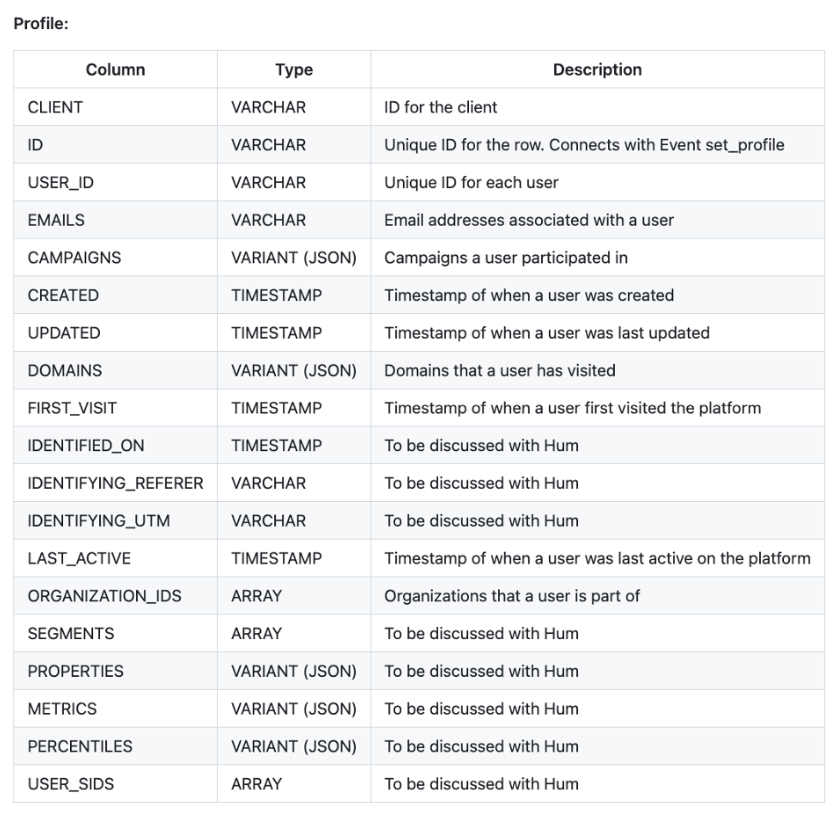 Profile:
Column Type Description
CLIENT VARCHAR ID for the client
ID VARCHAR Unique ID for the row. Connects with Event set_profile
USER_ID VARCHAR Unique ID for each user
EMAILS VARCHAR Email addresses associated with a user
CAMPAIGNS VARIANT (JSON) Campaigns a user participated in
CREATED TIMESTAMP Timestamp of when a user was created
UPDATED TIMESTAMP Timestamp of when a user was last updated
DOMAINS VARIANT (JSON) Domains that a user has visited
FIRST_VISIT TIMESTAMP Timestamp of when a user first visited the platform
IDENTIFIED_ON TIMESTAMP To be discussed with Hum
IDENTIFYING_REFERER VARCHAR To be discussed with Hum
IDENTIFYING_UTM VARCHAR To be discussed with Hum
LAST_ACTIVE TIMESTAMP Timestamp of when a user was last active on the platform
ORGANIZATION_IDS ARRAY Organizations that a user is part of
SEGMENTS ARRAY To be discussed with Hum
PROPERTIES VARIANT (JSON) To be discussed with Hum
METRICS VARIANT (JSON) To be discussed with Hum
PERCENTILES VARIANT (JSON) To be discussed with Hum
USER_SIDS ARRAY To be discussed with Hum